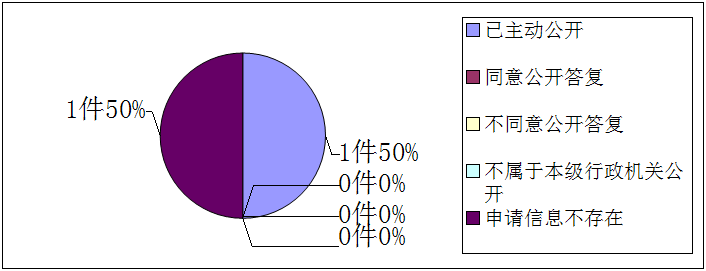 1件50%
1件50%
0件0%
0件0%
0件0%
已主动公开
同意公开答复
不同意公开答复
不属于本级行政机关公
开
申请信息不存在